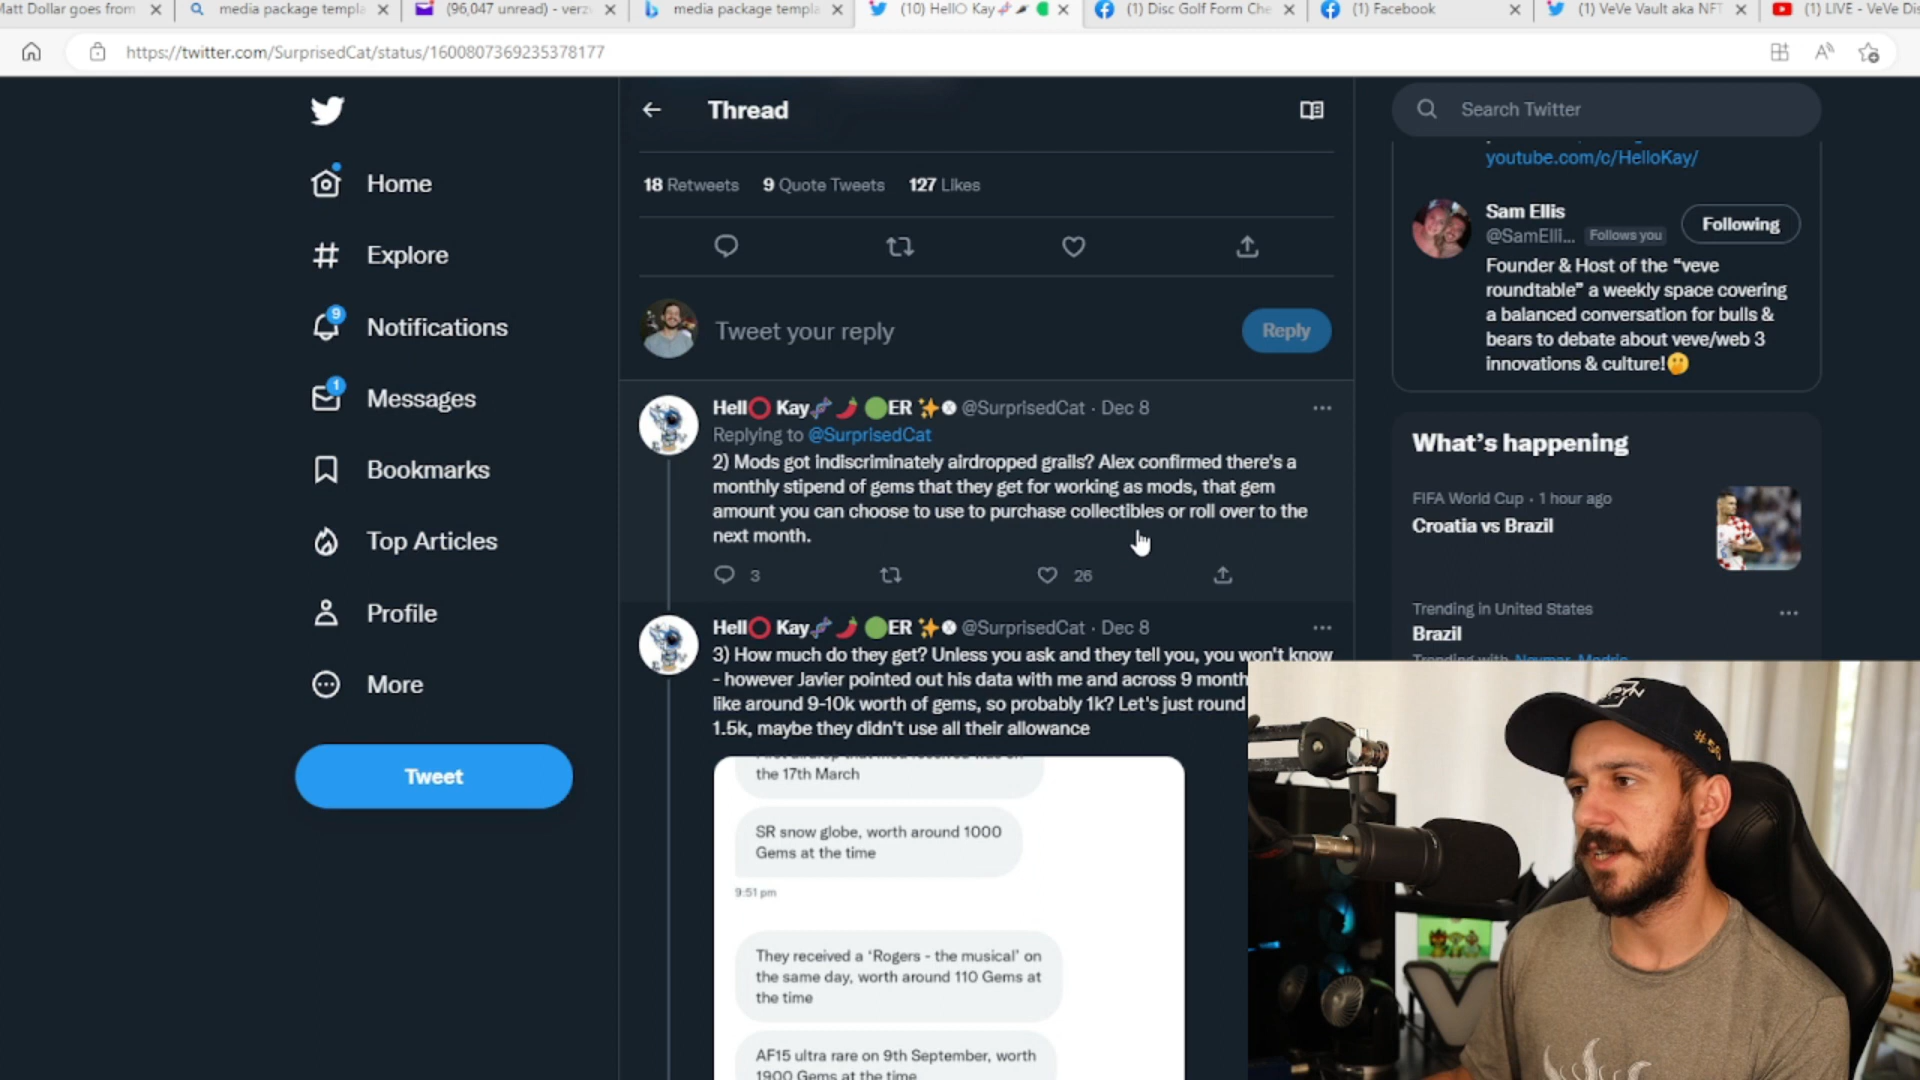 Matt Dollar goes from
media package templa
(96,047 unread) - verz
media package templa
(10) HellO Kay
(1) Disc Golf Form Che
(1) Facebook
(1) VeVe Vault aka NFT
(1) LIVE - VeVe Dis
https://twitter.com/SurprisedCat/status/1600807369235378177
Thread
Search Twitter
18 Retweets 9 Quote Tweets 127 Likes
Tweet your reply
Reply
Home
Explore
9
Notifications
1
Messages
Bookmarks
Top Articles
Profile
More
Tweet
Hell⭕ Kay🧬🌶️🟢ER ✨ @SurprisedCat · Dec 8
Replying to @SurprisedCat
2) Mods got indiscriminately airdropped grails? Alex confirmed there's a
monthly stipend of gems that they get for working as mods, that gem
amount you can choose to use to purchase collectibles or roll over to the
next month.
3
26
Hell⭕ Kay🧬🌶️🟢ER ✨ @SurprisedCat · Dec 8
3) How much do they get? Unless you ask and they tell you, you won't know
- however Javier pointed out his data with me and across 9 month
like around 9-10k worth of gems, so probably 1k? Let's just round
1.5k, maybe they didn't use all their allowance
the 17th March
SR snow globe, worth around 1000
Gems at the time
9:51 pm
They received a 'Rogers - the musical' on
the same day, worth around 110 Gems at
the time
AF15 ultra rare on 9th September, worth
1900 Gems at the time
youtube.com/c/HelloKay/
Sam Ellis
@SamElli... Follows you
Following
Founder & Host of the "veve
roundtable" a weekly space covering
a balanced conversation for bulls &
bears to debate about veve/web 3
innovations & culture!🤭
What's happening
FIFA World Cup · 1 hour ago
Croatia vs Brazil
Trending in United States
Brazil
Trending with Neymar, Modric
#59